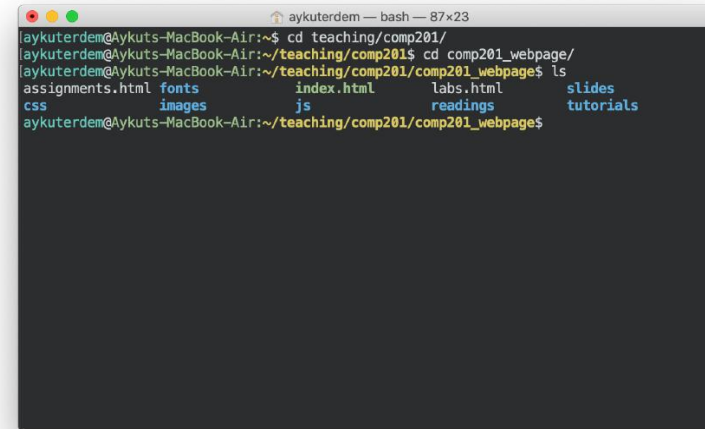 aykuterdem — bash — 87×23
[aykuterdem@Aykuts-MacBook-Air:~$ cd teaching/comp201/
[aykuterdem@Aykuts-MacBook-Air:~/teaching/comp201$ cd comp201_webpage/
[aykuterdem@Aykuts-MacBook-Air:~/teaching/comp201/comp201_webpage$ ls
assignments.html fonts index.html labs.html slides
css images js readings tutorials
aykuterdem@Aykuts-MacBook-Air:~/teaching/comp201/comp201_webpage$